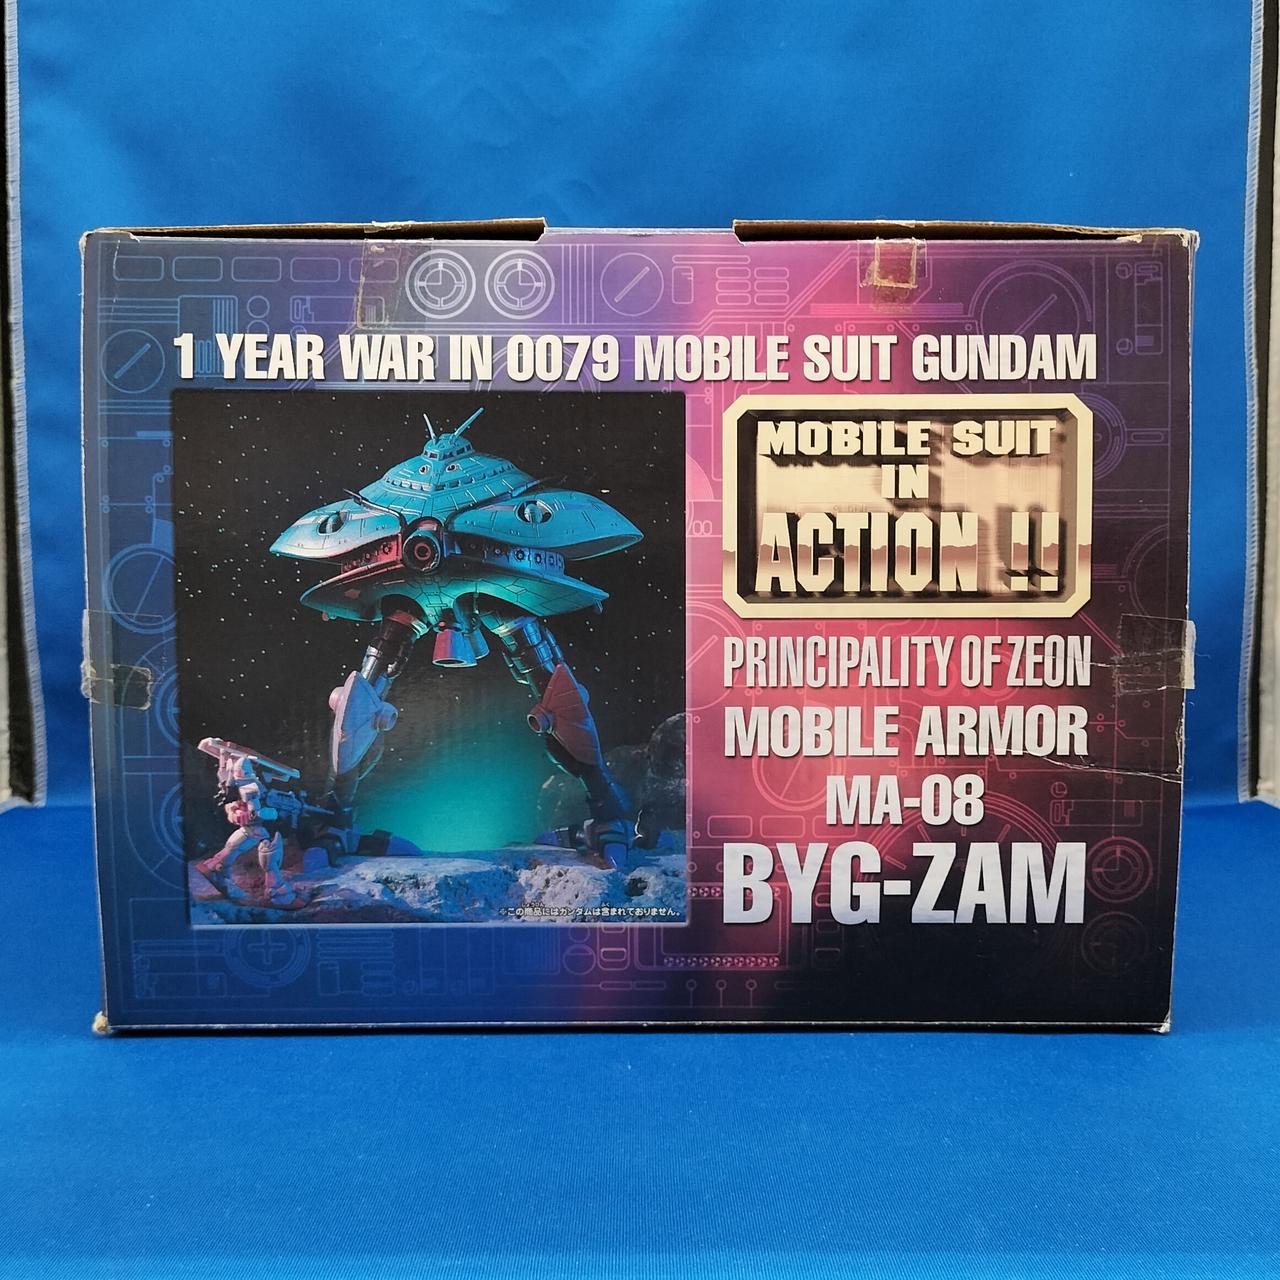 1 YEAR WAR IN 0079 MOBILE SUIT GUNDAM
MOBILE SUIT
IN
ACTION !!
PRINCIPALITY OF ZEON
MOBILE ARMOR
MA-08
BYG-ZAM
※この商品にはガンダムは含まれておりません。